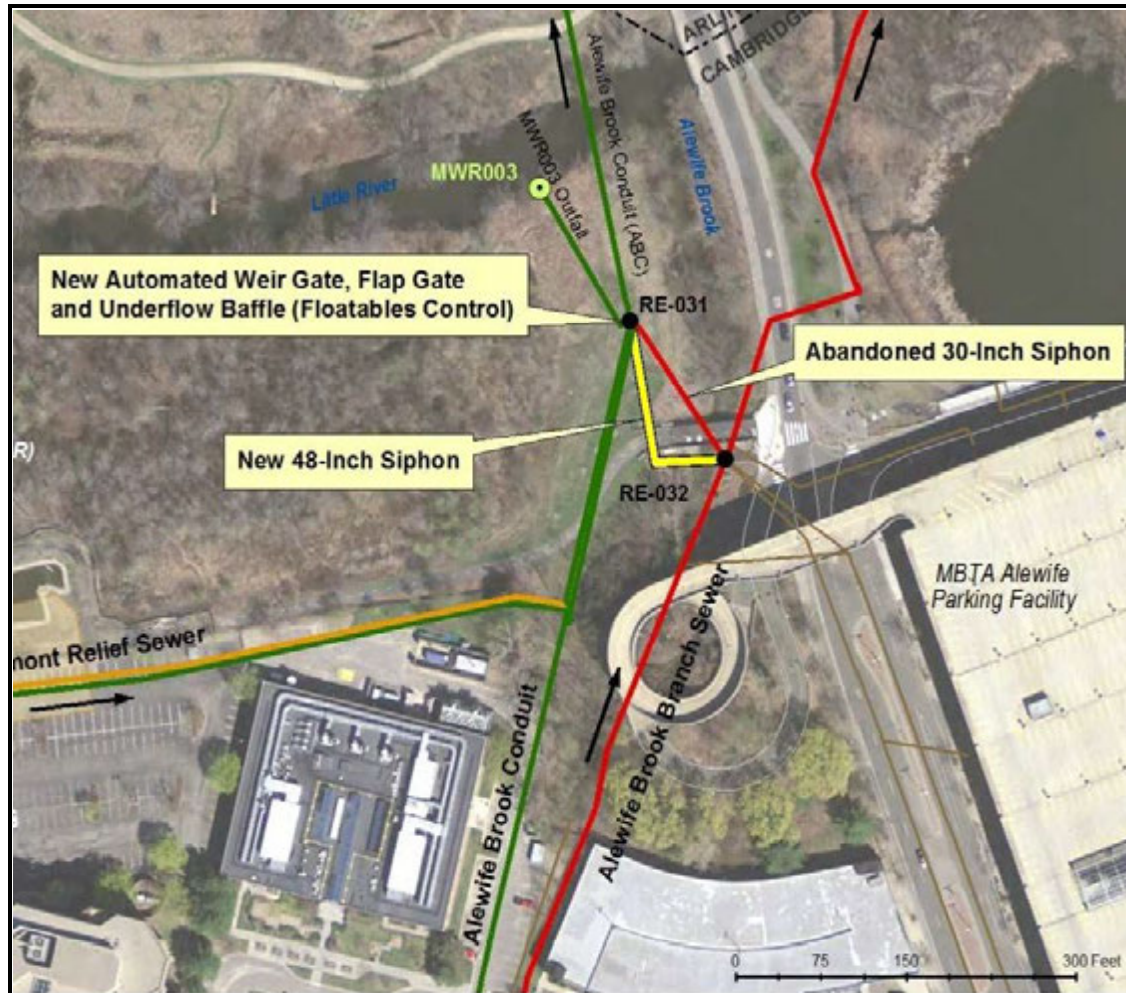 ARLIN
CAMBRIDGE
Alewife Brook Conduit (ABC)
MWR003 Outfall
MWR003
Little River
Alewife
Brook
New Automated Weir Gate, Flap Gate
and Underflow Baffle (Floatables Control)
RE-031
Abandoned 30-Inch Siphon
R)
New 48-Inch Siphon
RE-032
MBTA Alewife
Parking Facility
mont Relief Sewer
Alewife Brook Conduit
Alewife Brook Branch Sewer
0 75 150 300 Feet